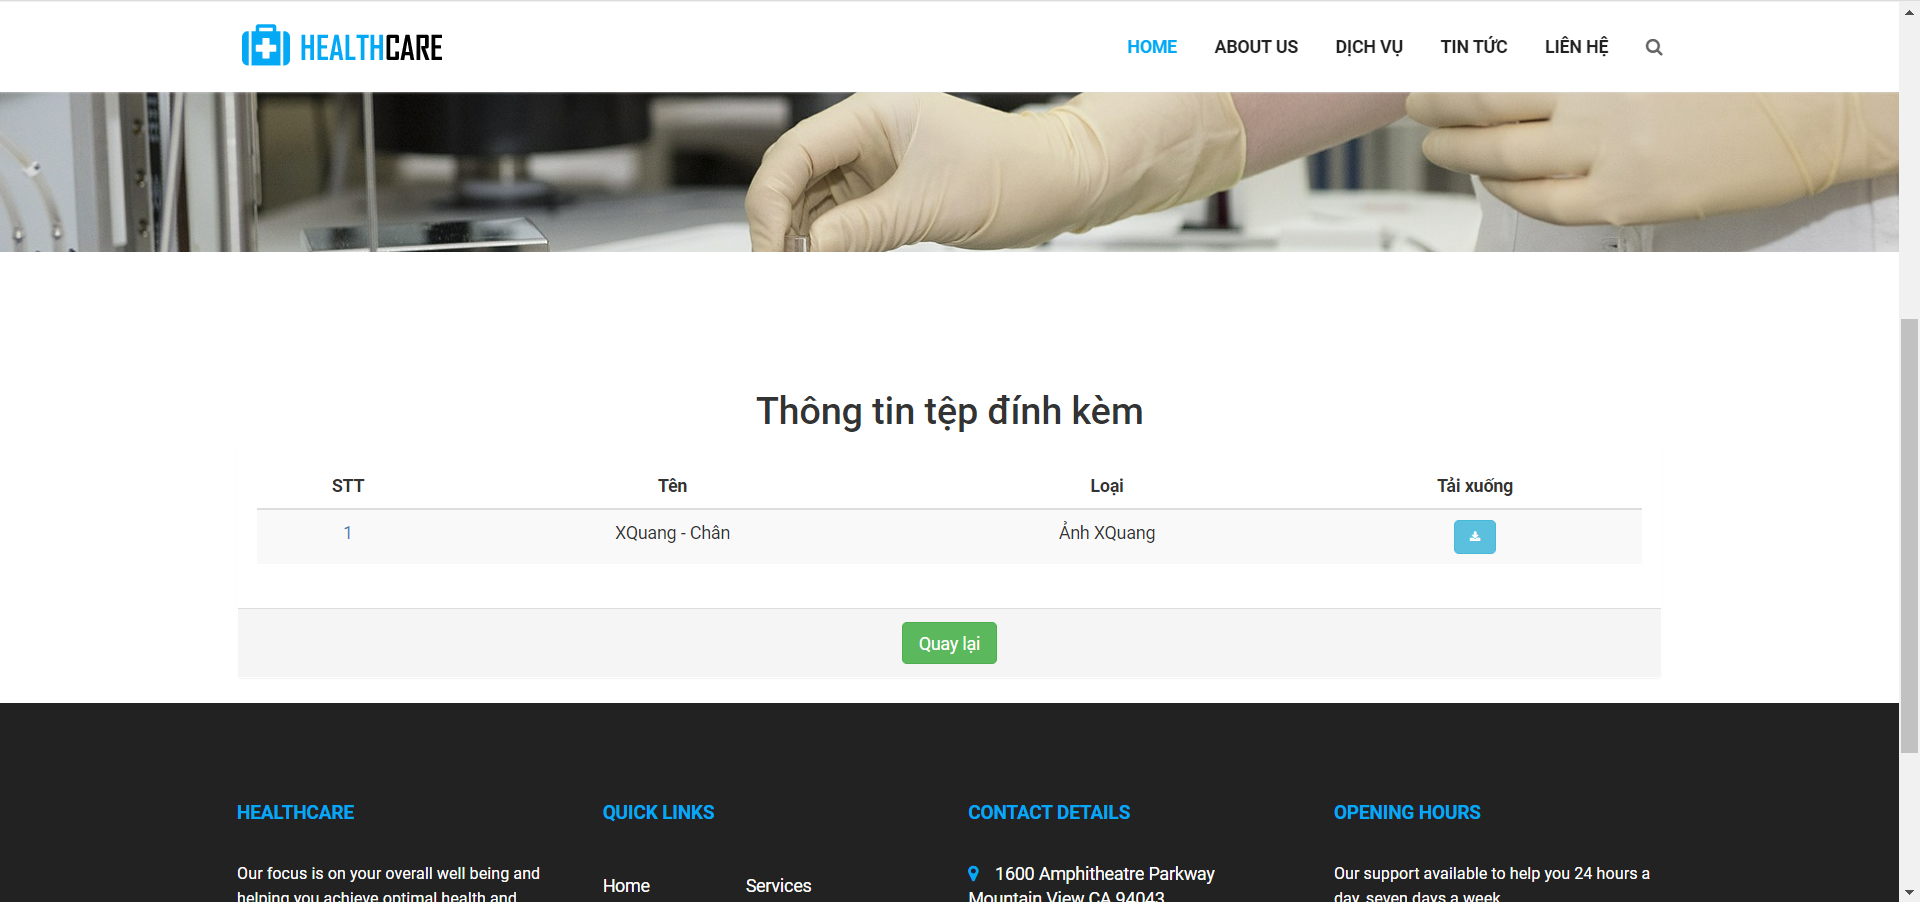 HEALTHCARE
HOME ABOUT US DỊCH VỤ TIN TỨC LIÊN HỆ
Thông tin tệp đính kèm
STT Tên Loại Tải xuống
1 XQuang - Chân Ảnh XQuang
Quay lại
HEALTHCARE QUICK LINKS CONTACT DETAILS OPENING HOURS
Our focus is on your overall well being and
helping you achieve optimal health and
Home Services
1600 Amphitheatre Parkway
Mountain View CA 94043
Our support available to help you 24 hours a
day, seven days a week